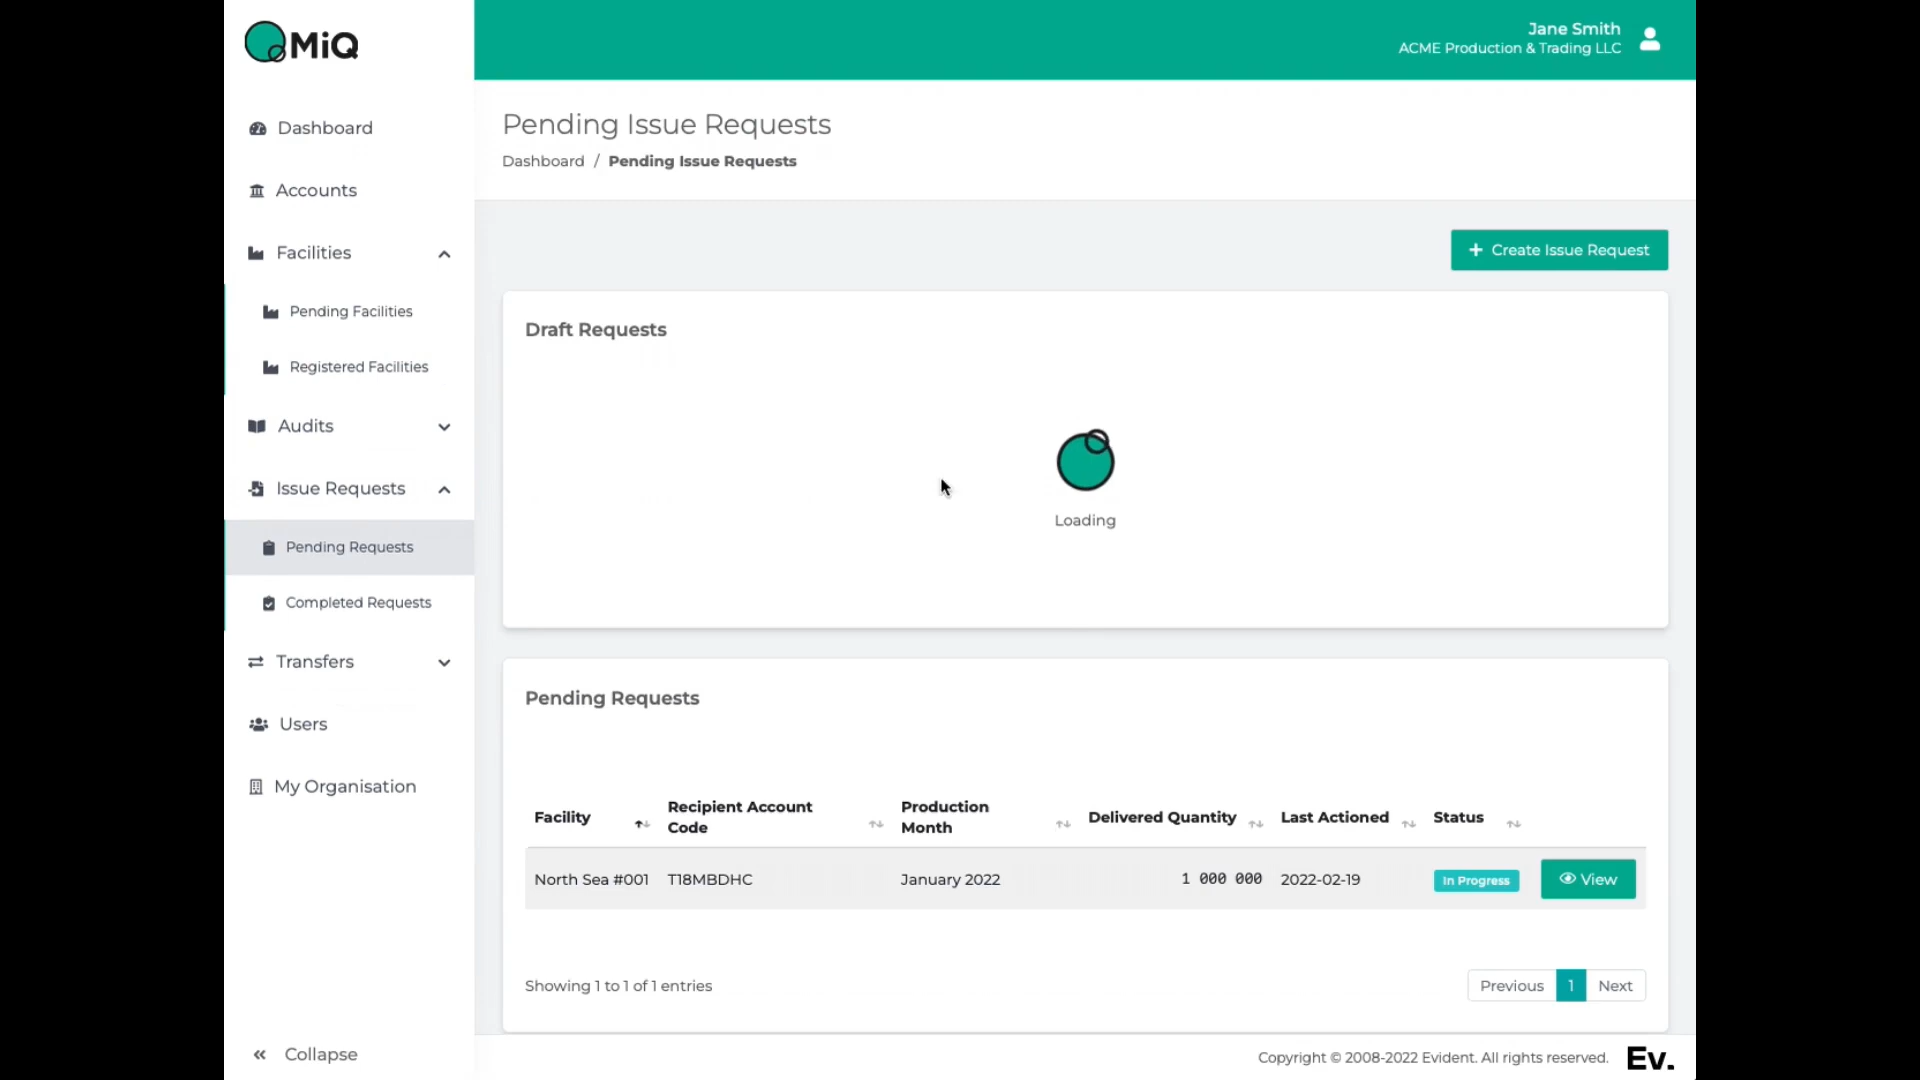 MiQ
Jane Smith
ACME Production & Trading LLC
Dashboard
Accounts
Facilities
Pending Facilities
Registered Facilities
Audits
Issue Requests
Pending Requests
Completed Requests
Transfers
Users
My Organisation
Collapse
Pending Issue Requests
Dashboard / Pending Issue Requests
+ Create Issue Request
Draft Requests
Loading
Pending Requests
Facility Recipient Account Code Production Month Delivered Quantity Last Actioned Status
North Sea #001 T18MBDHC January 2022 1 000 000 2022-02-19 In Progress View
Showing 1 to 1 of 1 entries
Previous 1 Next
Copyright © 2008-2022 Evident. All rights reserved. Ev.